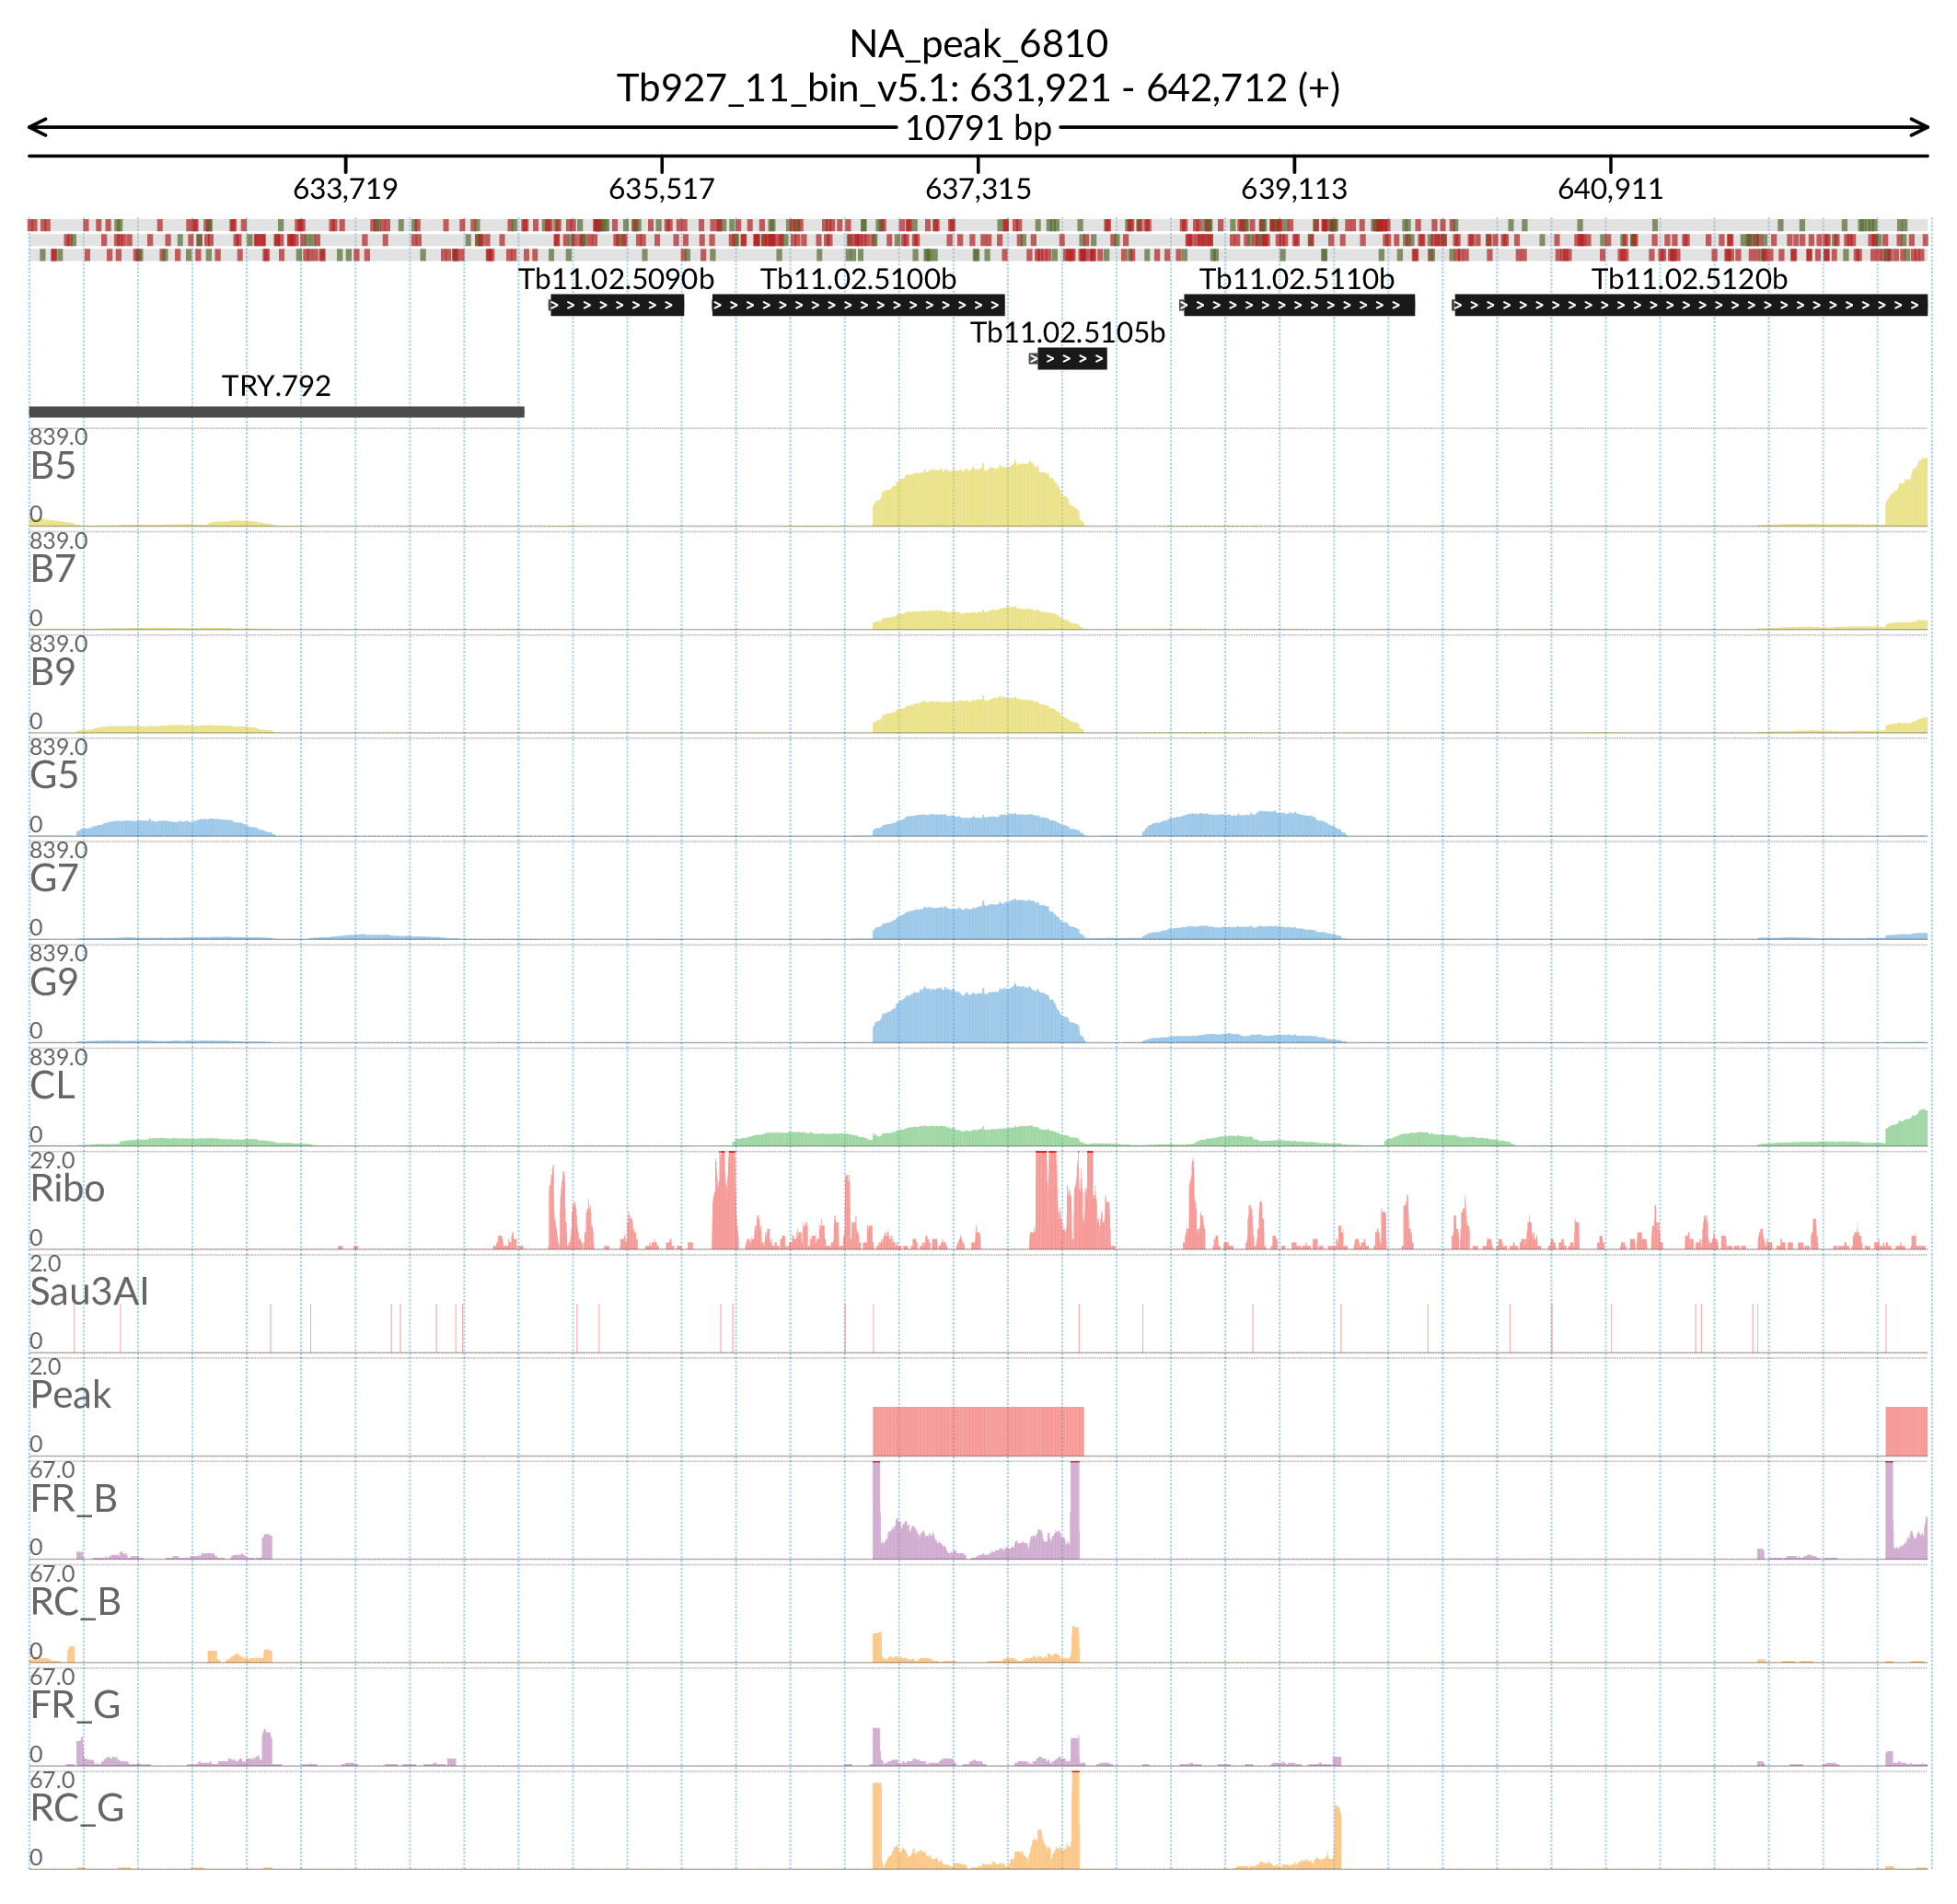 NA_peak_6810
Tb927_11_bin_v5.1: 631,921 - 642,712 (+)
10791 bp
633,719 635,517 637,315 639,113 640,911
Tb11.02.5090b Tb11.02.5100b Tb11.02.5110b Tb11.02.5120b
Tb11.02.5105b
TRY.792
839.0
B5
0
839.0
B7
0
839.0
B9
0
839.0
G5
0
839.0
G7
0
839.0
G9
0
839.0
CL
0
29.0
Ribo
0
2.0
Sau3AI
0
2.0
Peak
0
67.0
FR_B
0
67.0
RC_B
0
67.0
FR_G
0
67.0
RC_G
0